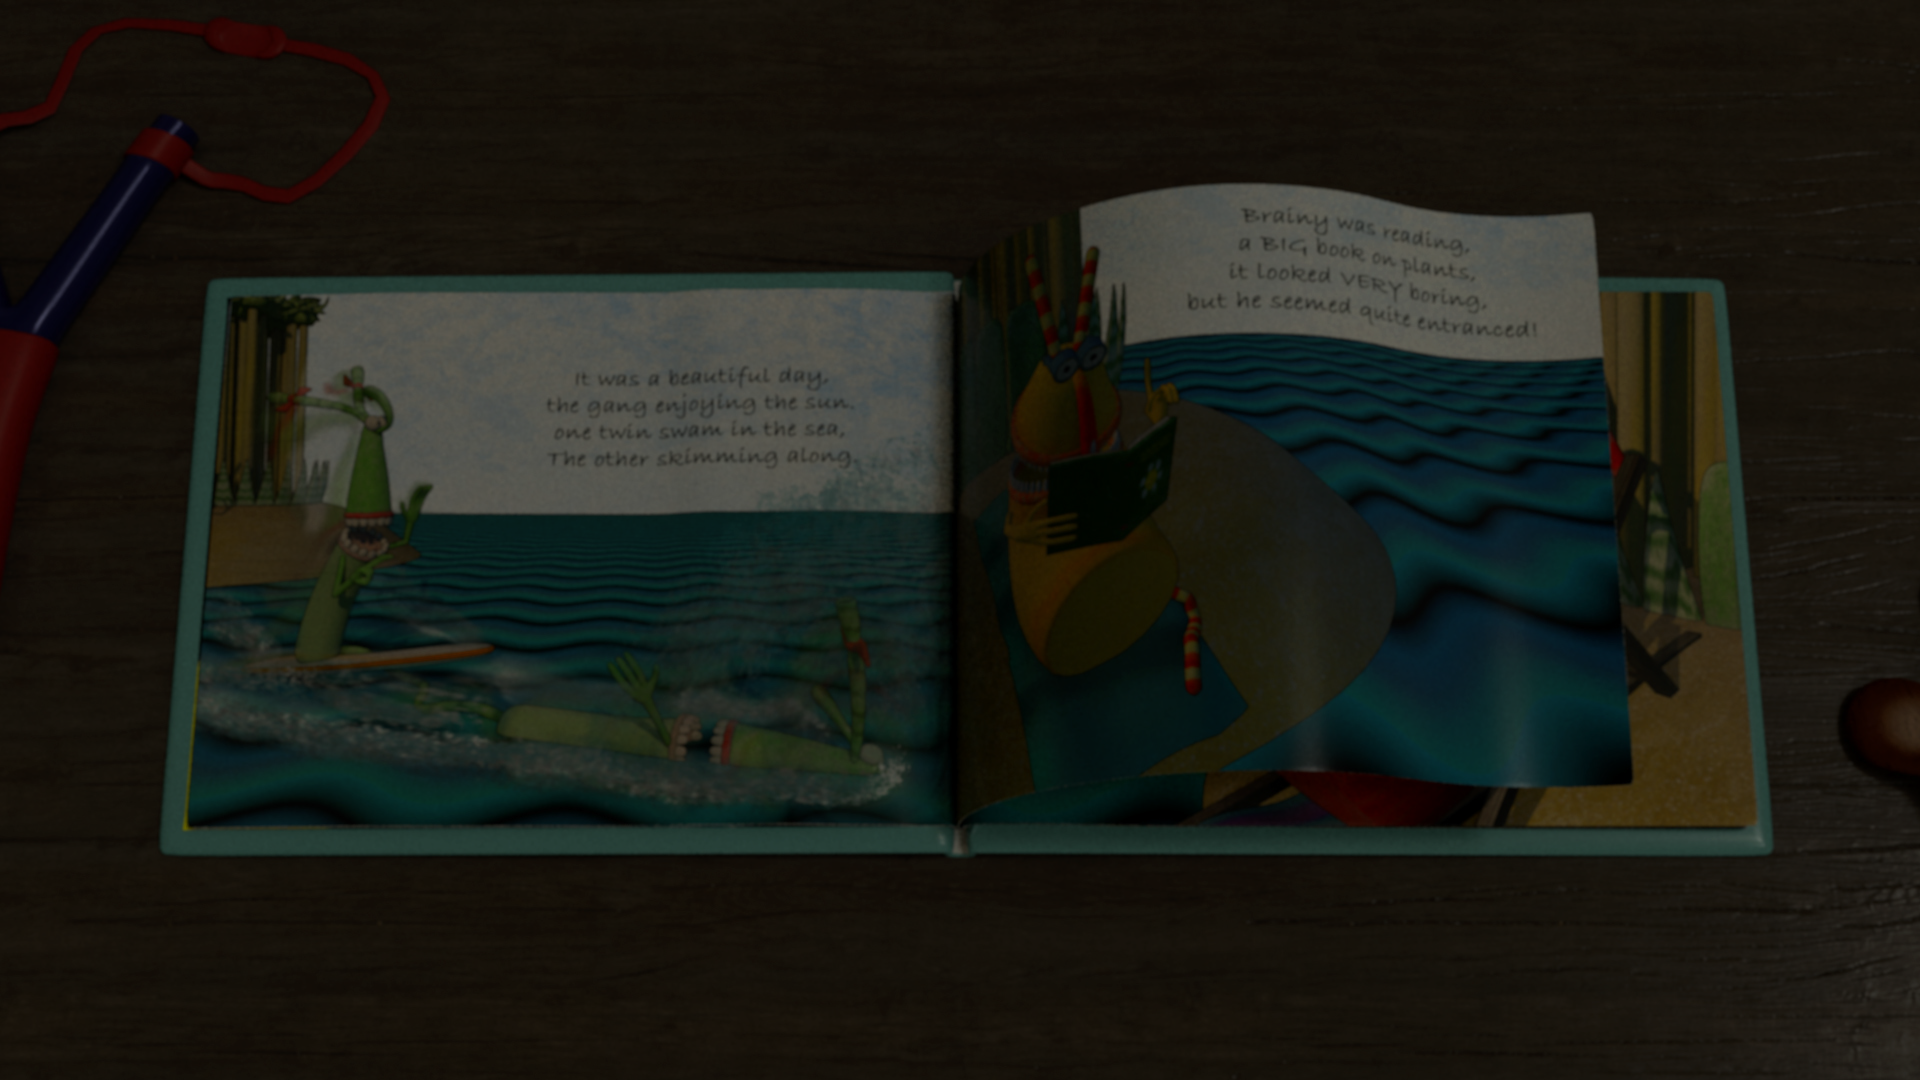 It was a beautiful day,
the gang enjoying the sun.
one twin swam in the sea,
The other skimming along.
Brainy was reading,
a BIG book on plants,
it looked VERY boring,
but he seemed quite entranced!